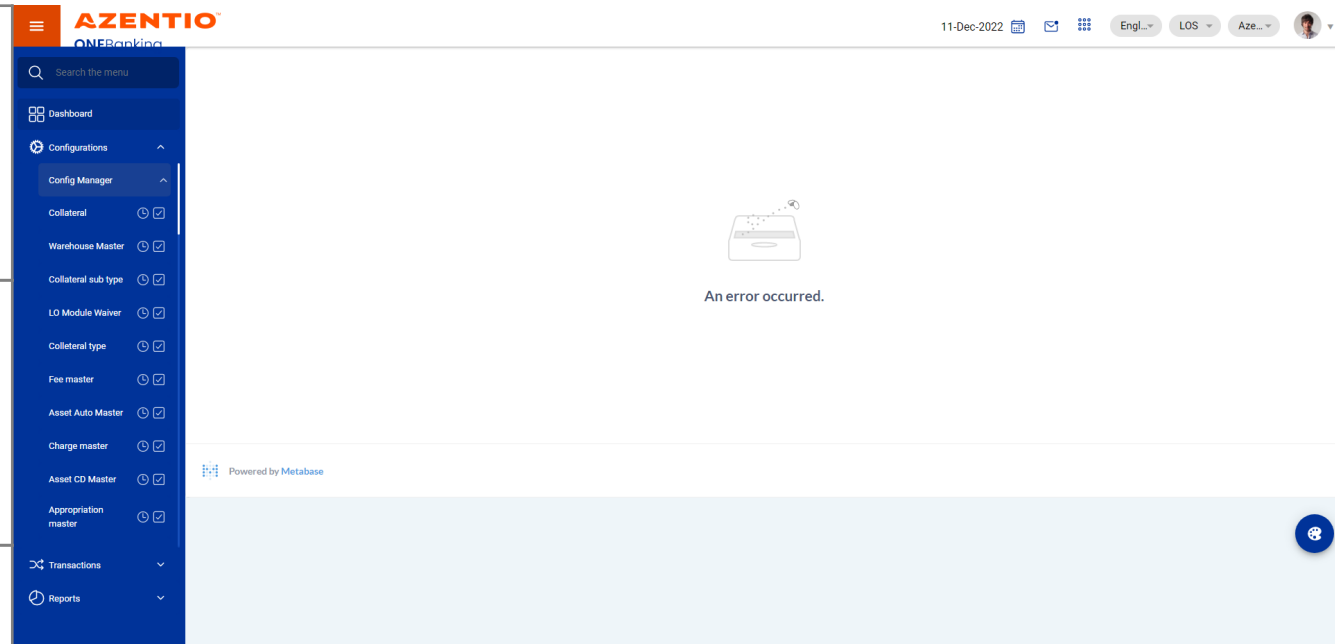 AZENTIO™
ONEBanking
11-Dec-2022
Engl...
LOS
Aze...
Search the menu
Dashboard
Configurations
Config Manager
Collateral
Warehouse Master
Collateral sub type
LO Module Waiver
Colleteral type
Fee master
Asset Auto Master
Charge master
Asset CD Master
Appropriation
master
Transactions
Reports
An error occurred.
Powered by Metabase